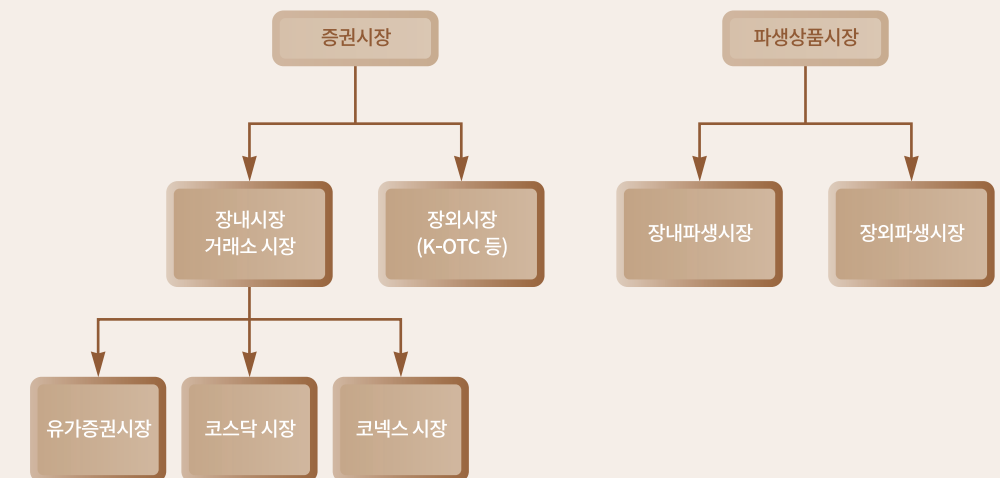 증권시장
파생상품시장
장내시장
거래소 시장
장외시장
(K-OTC 등)
장내파생시장
장외파생시장
유가증권시장
코스닥 시장
코넥스 시장